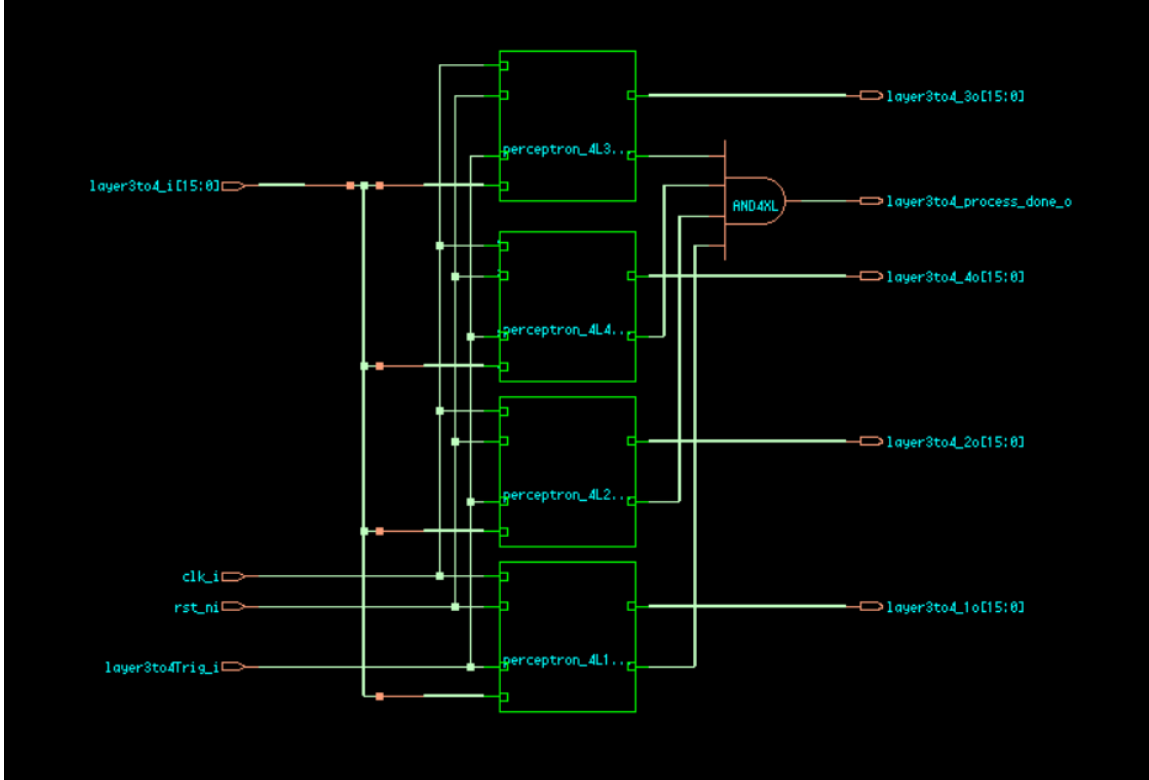 layer3to4_3o[15:0]
perceptron_4L3...
layer3to4_i[15:0]
AND4XL
layer3to4_process_done_o
layer3to4_4o[15:0]
perceptron_4L4...
layer3to4_2o[15:0]
perceptron_4L2...
clk_i
rst_ni
layer3to4_1o[15:0]
perceptron_4L1...
layer3to4Trig_i